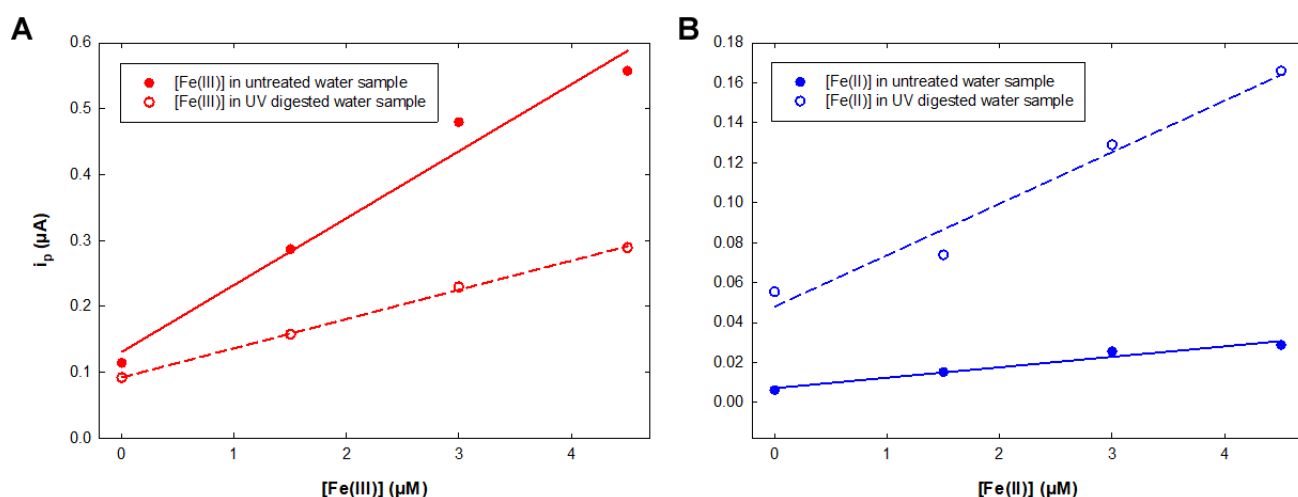 A
0.6
0.5
0.4
0.3
0.2
0.1
0.0
i_p (µA)
[Fe(III)] in untreated water sample
[Fe(III)] in UV digested water sample
0 1 2 3 4
[Fe(III)] (µM)
B
0.18
0.16
0.14
0.12
0.10
0.08
0.06
0.04
0.02
0.00
[Fe(II)] in untreated water sample
[Fe(II)] in UV digested water sample
0 1 2 3 4
[Fe(II)] (µM)